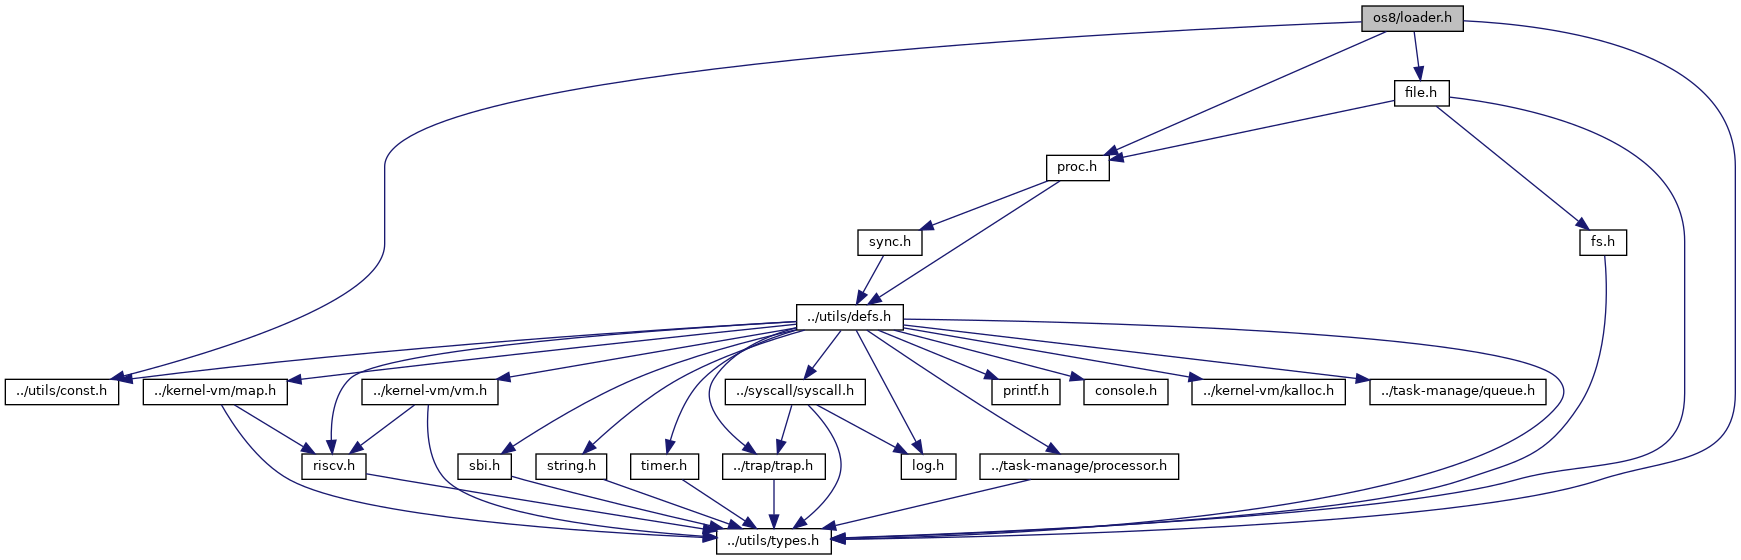 os8/loader.h
file.h
proc.h
sync.h
fs.h
../utils/defs.h
../utils/const.h
../kernel-vm/map.h
../kernel-vm/vm.h
../syscall/syscall.h
printf.h
console.h
../kernel-vm/kalloc.h
../task-manage/queue.h
riscv.h
sbi.h
string.h
timer.h
../trap/trap.h
log.h
../task-manage/processor.h
../utils/types.h